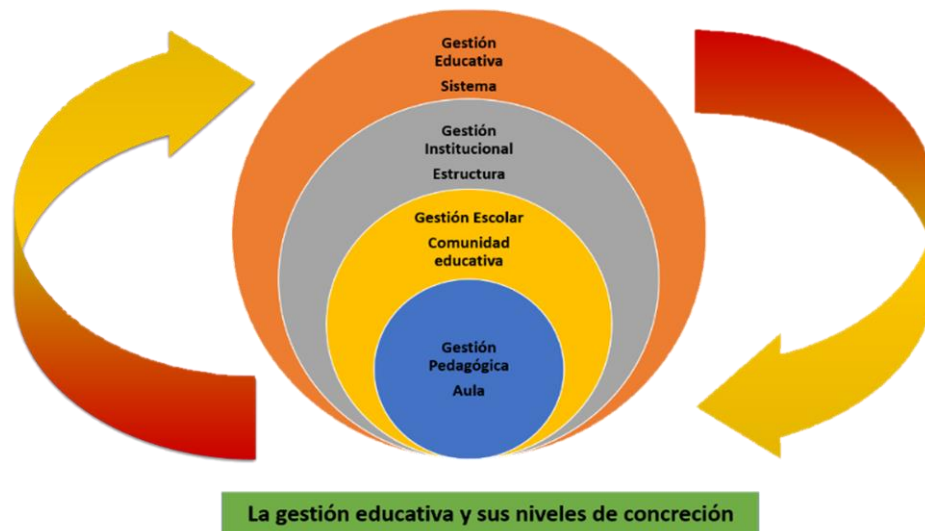 Gestión
Educativa
Sistema
Gestión
Institucional
Estructura
Gestión Escolar
Comunidad
educativa
Gestión
Pedagógica
Aula
La gestión educativa y sus niveles de concreción